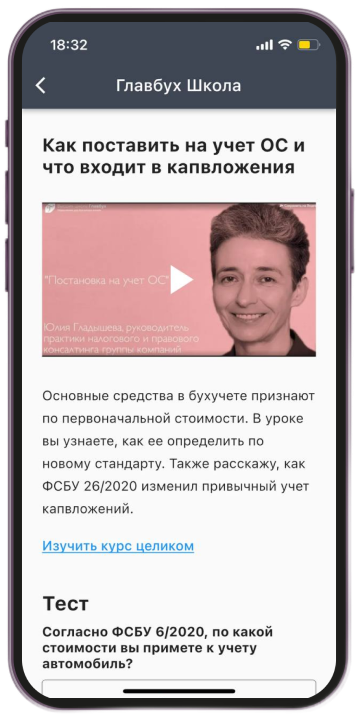 18:32
Главбух Школа
Как поставить на учет ОС и
что входит в капвложения
"Постановка на учет ОС"
Юлия Гладышева, руководитель
практики налогового и правового
консалтинга группы компаний
Основные средства в бухучете признают
по первоначальной стоимости. В уроке
вы узнаете, как ее определить по
новому стандарту. Также расскажу, как
ФСБУ 26/2020 изменил привычный учет
капвложений.
Изучить курс целиком
Тест
Согласно ФСБУ 6/2020, по какой
стоимости вы примете к учету
автомобиль?